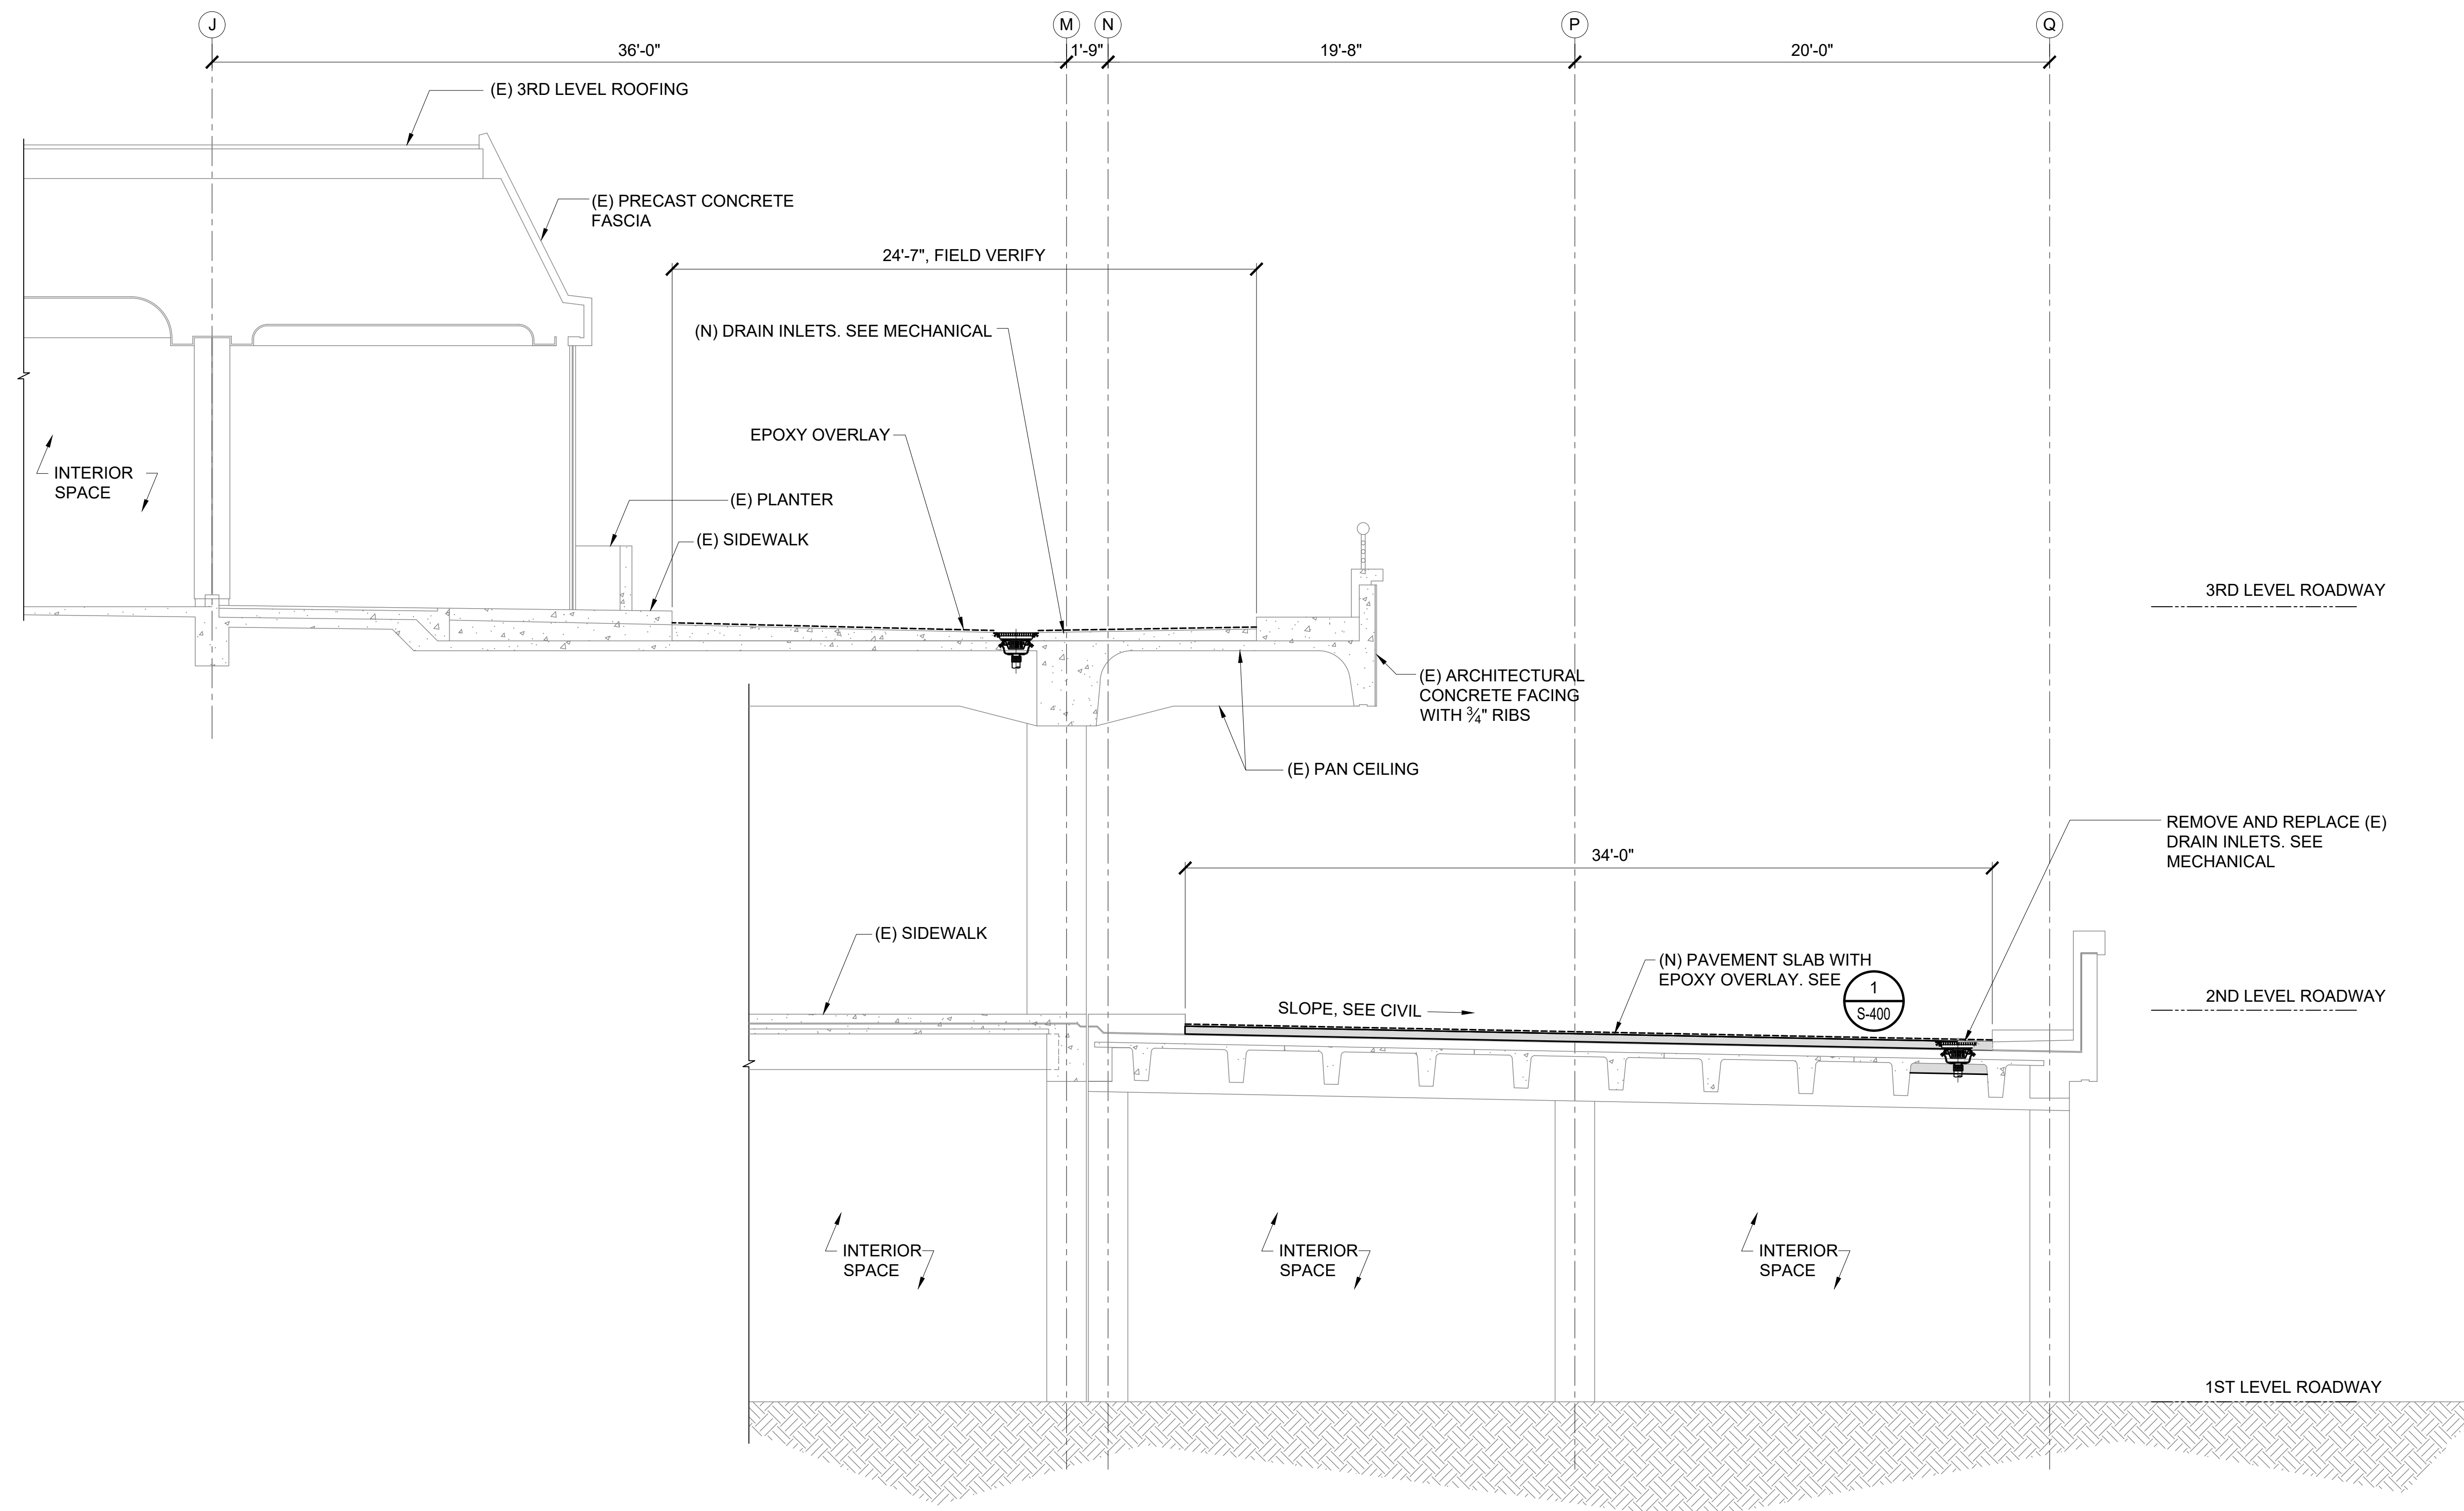 J
M
N
P
Q
36'-0"
1'-9"
19'-8"
20'-0"
(E) 3RD LEVEL ROOFING
(E) PRECAST CONCRETE
FASCIA
24'-7", FIELD VERIFY
(N) DRAIN INLETS. SEE MECHANICAL
EPOXY OVERLAY
INTERIOR
SPACE
(E) PLANTER
(E) SIDEWALK
3RD LEVEL ROADWAY
(E) ARCHITECTURAL
CONCRETE FACING
WITH 3/4" RIBS
(E) PAN CEILING
REMOVE AND REPLACE (E)
DRAIN INLETS. SEE
MECHANICAL
34'-0"
(E) SIDEWALK
(N) PAVEMENT SLAB WITH
EPOXY OVERLAY. SEE
1
S-400
SLOPE, SEE CIVIL
2ND LEVEL ROADWAY
INTERIOR
SPACE
INTERIOR
SPACE
INTERIOR
SPACE
1ST LEVEL ROADWAY